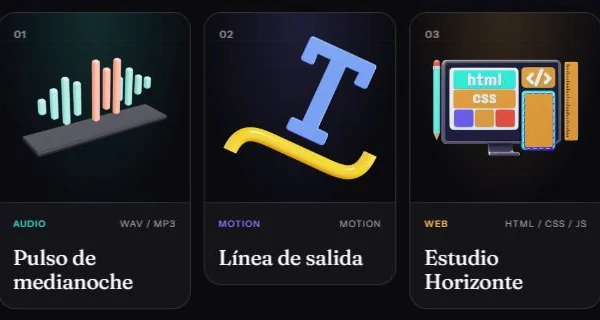 01
AUDIO
WAV / MP3
Pulso de
medianoche
02
T
MOTION
MOTION
Línea de salida
03
html
</>
css
WEB
HTML / CSS / JS
Estudio
Horizonte